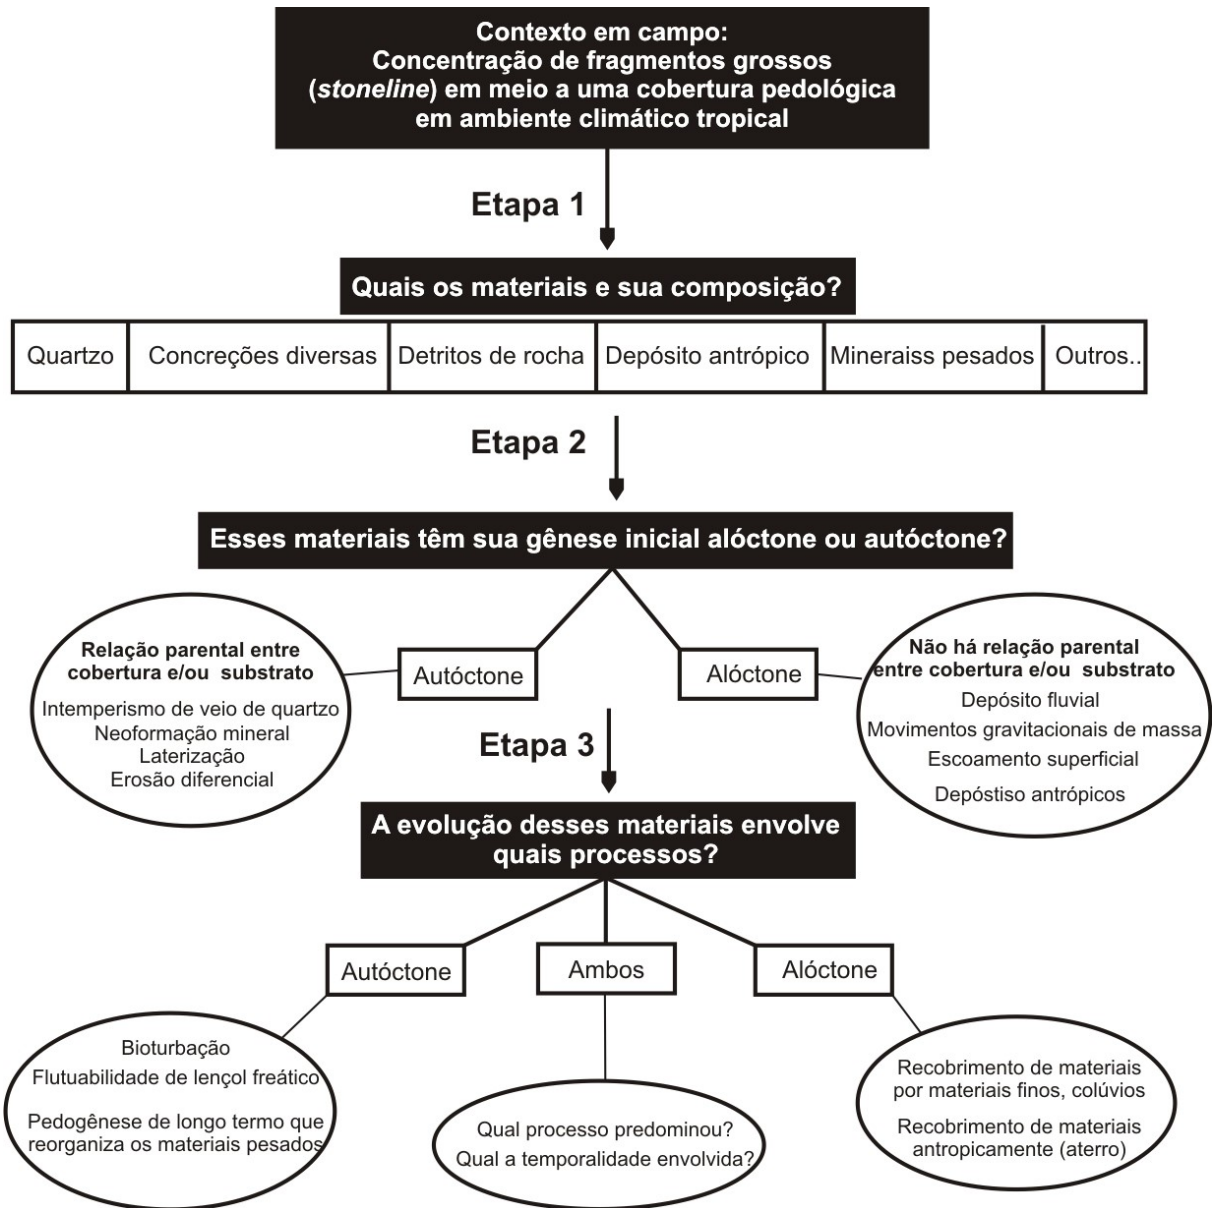 Contexto em campo:
Concentração de fragmentos grossos
(stoneline) em meio a uma cobertura pedológica
em ambiente climático tropical
Etapa 1
Quais os materiais e sua composição?
Quartzo
Concreções diversas
Detritos de rocha
Depósito antrópico
Mineraiss pesados
Outros..
Etapa 2
Esses materiais têm sua gênese inicial alóctone ou autóctone?
Relação parental entre
cobertura e/ou substrato
Intemperismo de veio de quartzo
Neoformação mineral
Laterização
Erosão diferencial
Autóctone
Alóctone
Não há relação parental
entre cobertura e/ou substrato
Depósito fluvial
Movimentos gravitacionais de massa
Escoamento superficial
Depóstiso antrópicos
Etapa 3
A evolução desses materiais envolve
quais processos?
Autóctone
Ambos
Alóctone
Bioturbação
Flutuabilidade de lençol freático
Pedogênese de longo termo que
reorganiza os materiais pesados
Qual processo predominou?
Qual a temporalidade envolvida?
Recobrimento de materiais
por materiais finos, colúvios
Recobrimento de materiais
antropicamente (aterro)